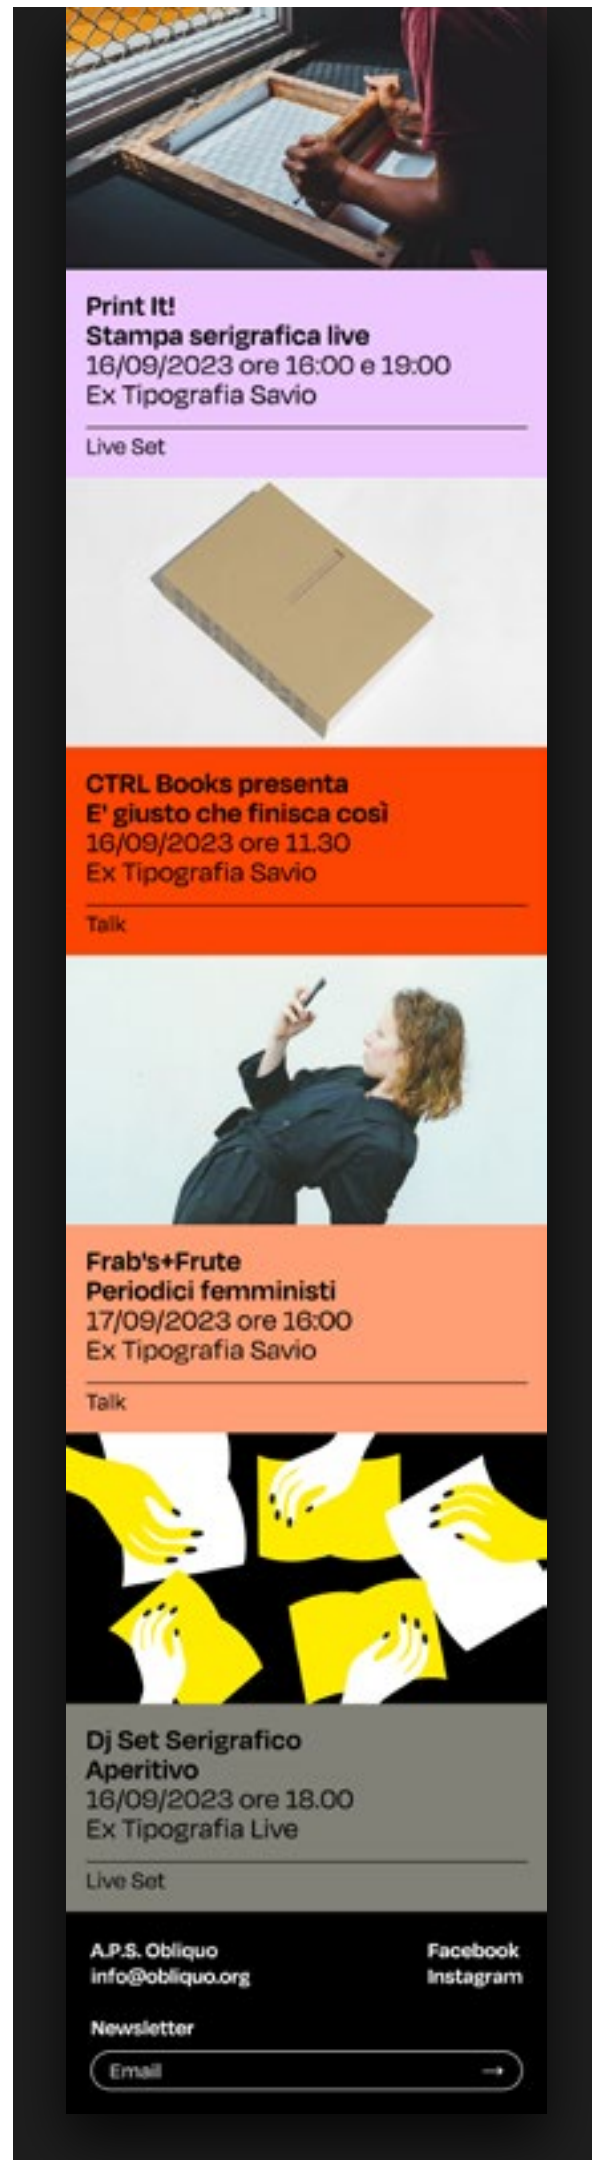 Print It!
Stampa serigrafica live
16/09/2023 ore 16:00 e 19:00
Ex Tipografia Savio
Live Set
CTRL Books presenta
E' giusto che finisca così
16/09/2023 ore 11.30
Ex Tipografia Savio
Talk
Frab's+Frute
Periodici femministi
17/09/2023 ore 16:00
Ex Tipografia Savio
Talk
Dj Set Serigrafico
Aperitivo
16/09/2023 ore 18.00
Ex Tipografia Live
Live Set
A.P.S. Obliquo
info@obliquo.org
Facebook
Instagram
Newsletter
Email →